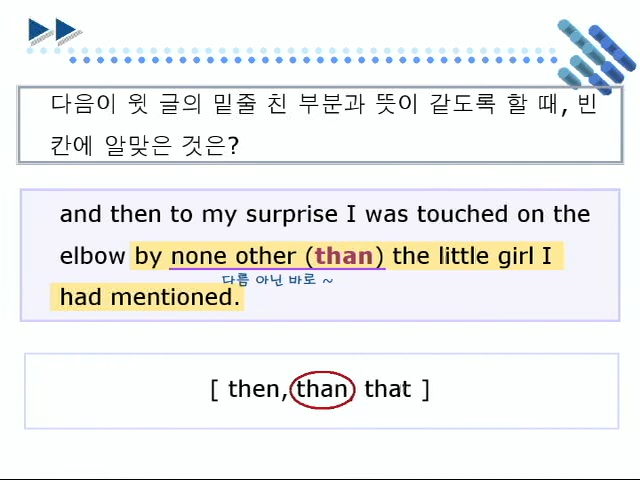 다음이 윗 글의 밑줄 친 부분과 뜻이 같도록 할 때, 빈
칸에 알맞은 것은?
and then to my surprise I was touched on the
elbow by none other (than) the little girl I
다름 아닌 바로 ~
had mentioned.
[ then, than, that ]